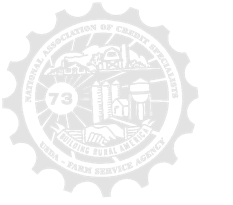 NATIONAL ASSOCIATION OF CREDIT SPECIALISTS
73
BUILDING RURAL AMERICA
USDA - FARM SERVICE AGENCY